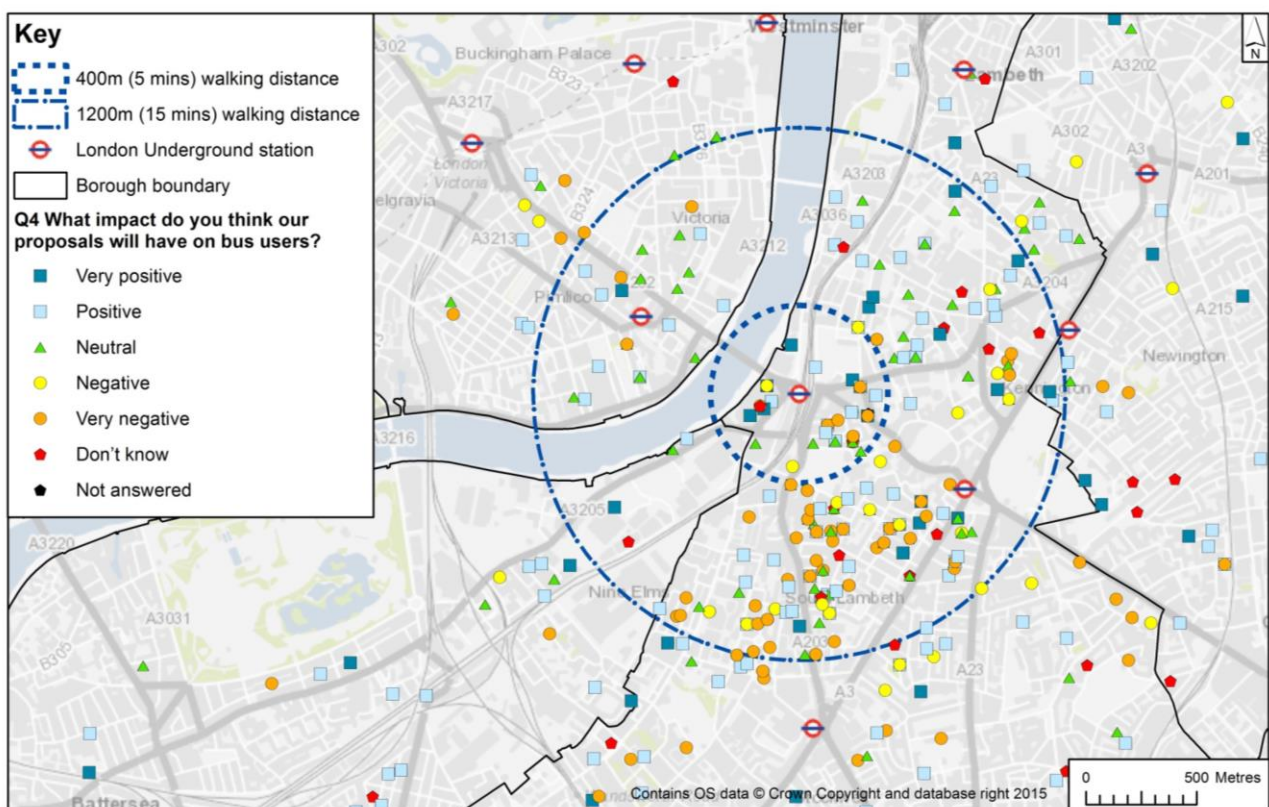 Key
400m (5 mins) walking distance
1200m (15 mins) walking distance
London Underground station
Borough boundary
Q4 What impact do you think our
proposals will have on bus users?
Very positive
Positive
Neutral
Negative
Very negative
Don't know
Not answered
Westminster
A302
Buckingham Palace
B323
A3217
London
Victoria
B324
A3213
Victoria
A3212
A3036
A3203
A23
Lambeth
A301
A3202
A302
A3
A201
A3204
A215
Newington
Pimlico
Kennington
A3216
A3205
A3220
Nine Elms
South Lambeth
A3031
A203
A3
A23
Battersea
N
0 500 Metres
Contains OS data © Crown Copyright and database right 2015